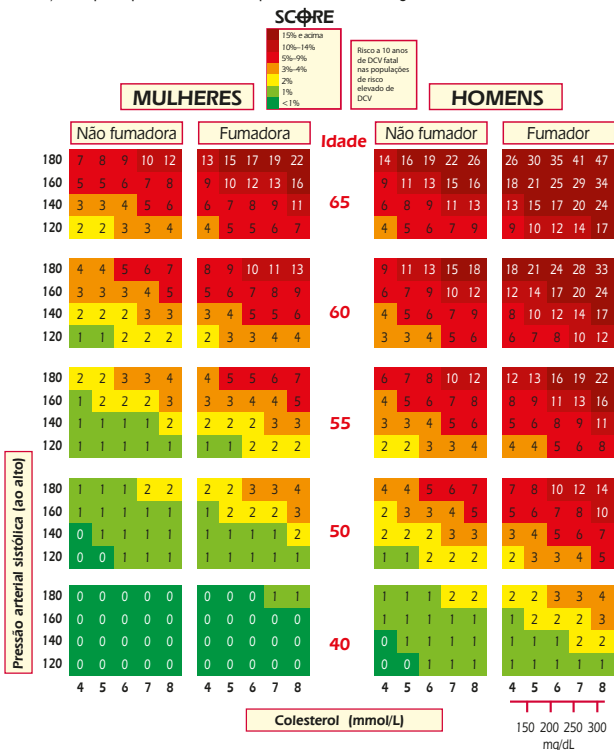 SCORE
15% e acima
10%–14%
5%–9%
3%–4%
2%
1%
<1%
Risco a 10 anos
de DCV fatal
nas populações
de risco
elevado de
DCV
MULHERES
HOMENS
Não fumadora
Fumadora
Idade
Não fumador
Fumador
180 7 8 9 10 12 13 15 17 19 22 14 16 19 22 26 26 30 35 41 47
160 5 5 6 7 8 9 10 12 13 16 9 11 13 15 16 18 21 25 29 34
140 3 3 4 5 6 6 7 8 9 11 65 6 8 9 11 13 13 15 17 20 24
120 2 2 3 3 4 4 5 5 6 7 4 5 6 7 9 9 10 12 14 17
180 4 4 5 6 7 8 9 10 11 13 9 11 13 15 18 18 21 24 28 33
160 3 3 3 4 5 5 6 7 8 9 6 7 9 10 12 12 14 17 20 24
140 2 2 2 3 3 3 4 5 5 6 60 4 5 6 7 9 8 10 12 14 17
120 1 1 2 2 2 2 3 3 4 4 3 3 4 5 6 6 7 8 10 12
180 2 2 3 3 4 4 5 5 6 7 6 7 8 10 12 12 13 16 19 22
160 1 2 2 2 3 3 3 4 4 5 4 5 6 7 8 8 9 11 13 16
140 1 1 1 1 2 2 2 2 3 3 55 3 3 4 5 6 5 6 8 9 11
120 1 1 1 1 1 1 1 2 2 2 2 2 3 3 4 4 4 5 6 8
180 1 1 1 2 2 2 2 3 3 4 4 4 5 6 7 7 8 10 12 14
160 1 1 1 1 1 1 2 2 2 3 2 3 3 4 5 5 6 7 8 10
140 0 1 1 1 1 1 1 1 1 2 50 2 2 2 3 3 3 4 5 6 7
120 0 0 1 1 1 1 1 1 1 1 1 1 2 2 2 2 3 3 4 5
180 0 0 0 0 0 0 0 0 1 1 1 1 1 2 2 2 2 3 3 4
160 0 0 0 0 0 0 0 0 0 0 1 1 1 1 1 1 2 2 2 3
140 0 0 0 0 0 0 0 0 0 0 40 0 1 1 1 1 1 1 1 2 2
120 0 0 0 0 0 0 0 0 0 0 0 0 1 1 1 1 1 1 1 1
4 5 6 7 8 4 5 6 7 8 4 5 6 7 8 4 5 6 7 8
Pressão arterial sistólica (ao alto)
Colesterol (mmol/L)
150 200 250 300
mg/dL